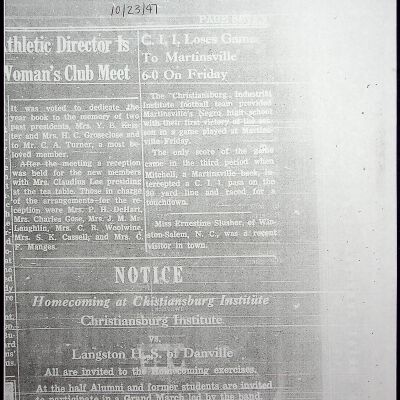 10/23/47
PAGE SEVEN
Athletic Director Is
Woman's Club Meet
It was voted to dedicate the
year book to the memory of two
past presidents, Mrs. Y. B. Keis-
ter and Mrs. H. C. Groseclose and
to Mr. C. A. Turner, a most be-
loved member.
After the meeting a reception
was held for the new members
with Mrs. Claudius Lee presiding
at the tea table. Those in charge
of the arrangements for the re-
ception were Mrs. P. H. DeHart,
Mrs. Charles Gose, Mrs. J. M. Mc-
Laughlin, Mrs. C. R. Woolwine,
Mrs. S. K. Cassell, and Mrs. C.
F. Manges.
C. I. I. Loses Game
To Martinsville
6-0 On Friday
The Christiansburg Industrial
Institute football team provided
Martinsville's Negro high school
with their first victory of the sea-
son in a game played at Martins-
ville Friday.
The only score of the game
came in the third period when
Mitchell, a Martinsville back, in-
tercepted a C. I. I. pass on the
yard line and raced for a
touchdown.
Miss Ernestine Slusher, of Win-
ston-Salem, N. C., was a recent
visitor in town.
NOTICE
Homecoming at Chistiansburg Institute
Christiansburg Institute
vs.
Langston H. S. of Danville
All are invited to the Homecoming exercises.
At the half Alumni and former students are invited
to participate in a Grand March led by the band.